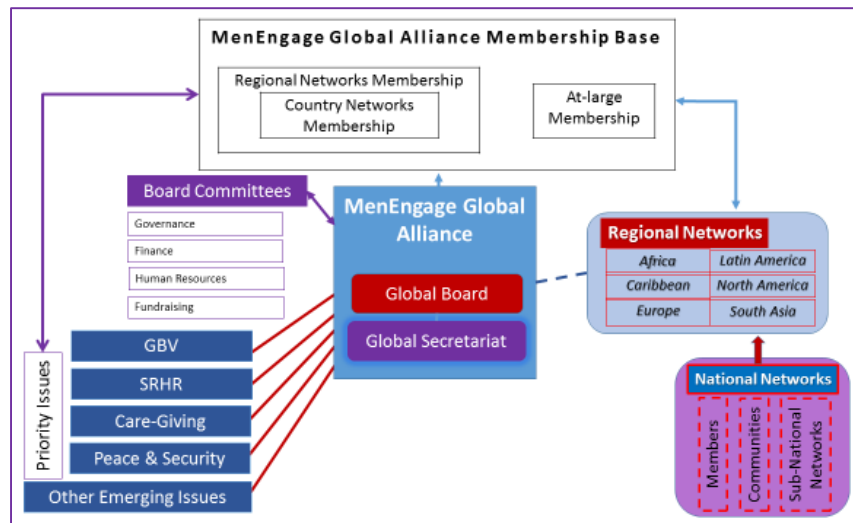 MenEngage Global Alliance Membership Base
Regional Networks Membership
Country Networks
Membership
At-large
Membership
Board Committees
Governance
Finance
Human Resources
Fundraising
MenEngage Global
Alliance
Global Board
Global Secretariat
Regional Networks
Africa
Latin America
Caribbean
North America
Europe
South Asia
Priority Issues
GBV
SRHR
Care-Giving
Peace & Security
Other Emerging Issues
National Networks
Members
Communities
Sub-National
Networks